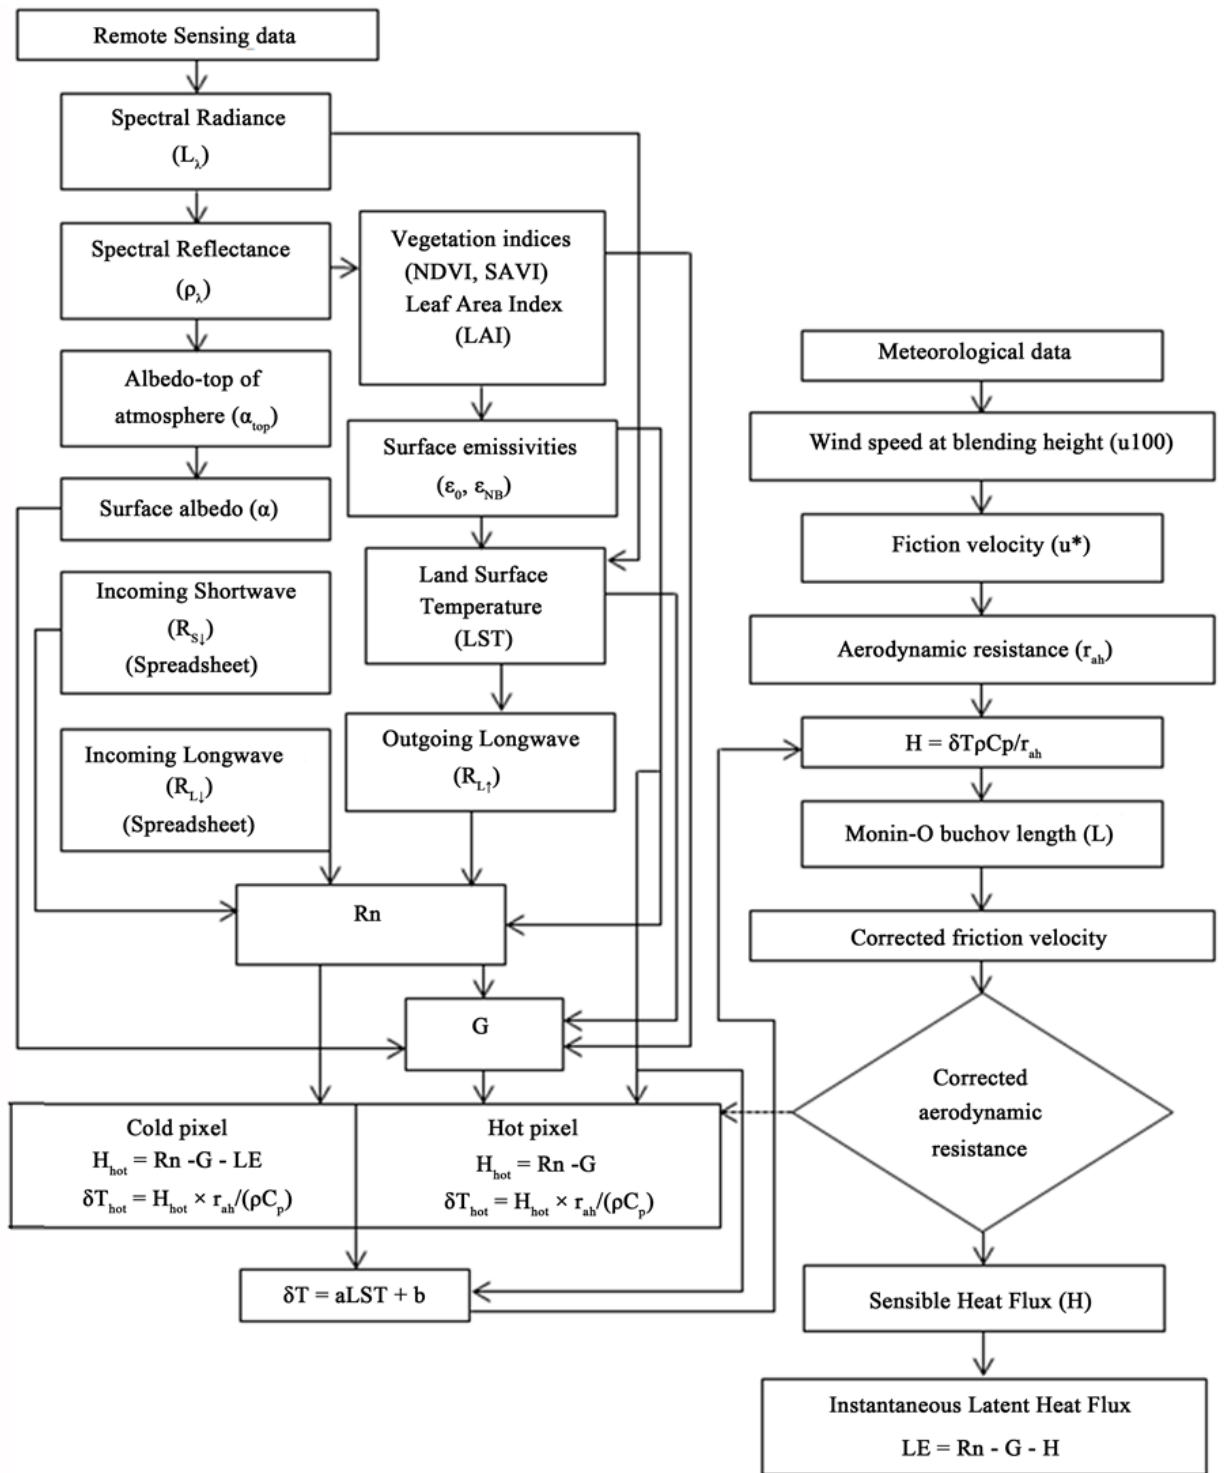 Remote Sensing data
Spectral Radiance
(Lλ)
Spectral Reflectance
(ρλ)
Albedo-top of
atmosphere (αtop)
Surface albedo (α)
Incoming Shortwave
(RS↓)
(Spreadsheet)
Incoming Longwave
(RL↓)
(Spreadsheet)
Vegetation indices
(NDVI, SAVI)
Leaf Area Index
(LAI)
Surface emissivities
(ε0, εNB)
Land Surface
Temperature
(LST)
Outgoing Longwave
(RL↑)
Rn
G
Cold pixel
Hhot = Rn -G - LE
δThot = Hhot × rah/(ρCp)
Hot pixel
Hhot = Rn -G
δThot = Hhot × rah/(ρCp)
δT = aLST + b
Meteorological data
Wind speed at blending height (u100)
Fiction velocity (u*)
Aerodynamic resistance (rah)
H = δTρCp/rah
Monin-O buchov length (L)
Corrected friction velocity
Corrected
aerodynamic
resistance
Sensible Heat Flux (H)
Instantaneous Latent Heat Flux
LE = Rn - G - H